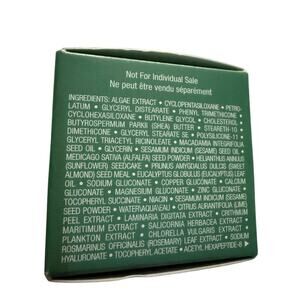 Not For Individual Sale
Ne peut être vendu séparément
INGREDIENTS: ALGAE EXTRACT • CYCLOPENTASILOXANE • PETRO-
LATUM • GLYCERYL DISTEARATE • PHENYL TRIMETHICONE •
CYCLOHEXASILOXANE • BUTYLENE GLYCOL • CHOLESTEROL •
BUTYROSPERMUM PARKII (SHEA) BUTTER • STEARETH-10 •
DIMETHICONE • GLYCERYL STEARATE SE • POLYSILICONE-11 •
GLYCERYL TRIACETYL RICINOLEATE • MACADAMIA INTEGRIFOLIA
SEED OIL • GLYCERIN • SESAMUM INDICUM (SESAME) SEED OIL •
MEDICAGO SATIVA (ALFALFA) SEED POWDER • HELIANTHUS ANNUUS
(SUNFLOWER) SEEDCAKE • PRUNUS AMYGDALUS DULCIS (SWEET
ALMOND) SEED MEAL • EUCALYPTUS GLOBULUS (EUCALYPTUS) LEAF
OIL • SODIUM GLUCONATE • COPPER GLUCONATE • CALCIUM
GLUCONATE • MAGNESIUM GLUCONATE • ZINC GLUCONATE •
TOCOPHERYL SUCCINATE • NIACIN • SESAMUM INDICUM (SESAME)
SEED POWDER • WATER\AQUA\EAU • CITRUS AURANTIFOLIA (LIME)
PEEL EXTRACT • LAMINARIA DIGITATA EXTRACT • CRITHMUM
MARITIMUM EXTRACT • SALICORNIA HERBACEA EXTRACT •
PLANKTON EXTRACT • CHLORELLA VULGARIS EXTRACT •
ROSMARINUS OFFICINALIS (ROSEMARY) LEAF EXTRACT • SODIUM
HYALURONATE • TOCOPHERYL ACETATE • ACETYL HEXAPEPTIDE-8